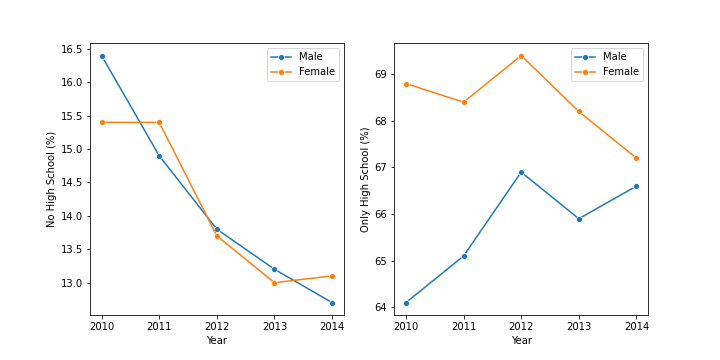 16.5
16.0
15.5
15.0
14.5
14.0
13.5
13.0
No High School (%)
2010 2011 2012 2013 2014
Year
Male
Female
69
68
67
66
65
64
Only High School (%)
2010 2011 2012 2013 2014
Year
Male
Female